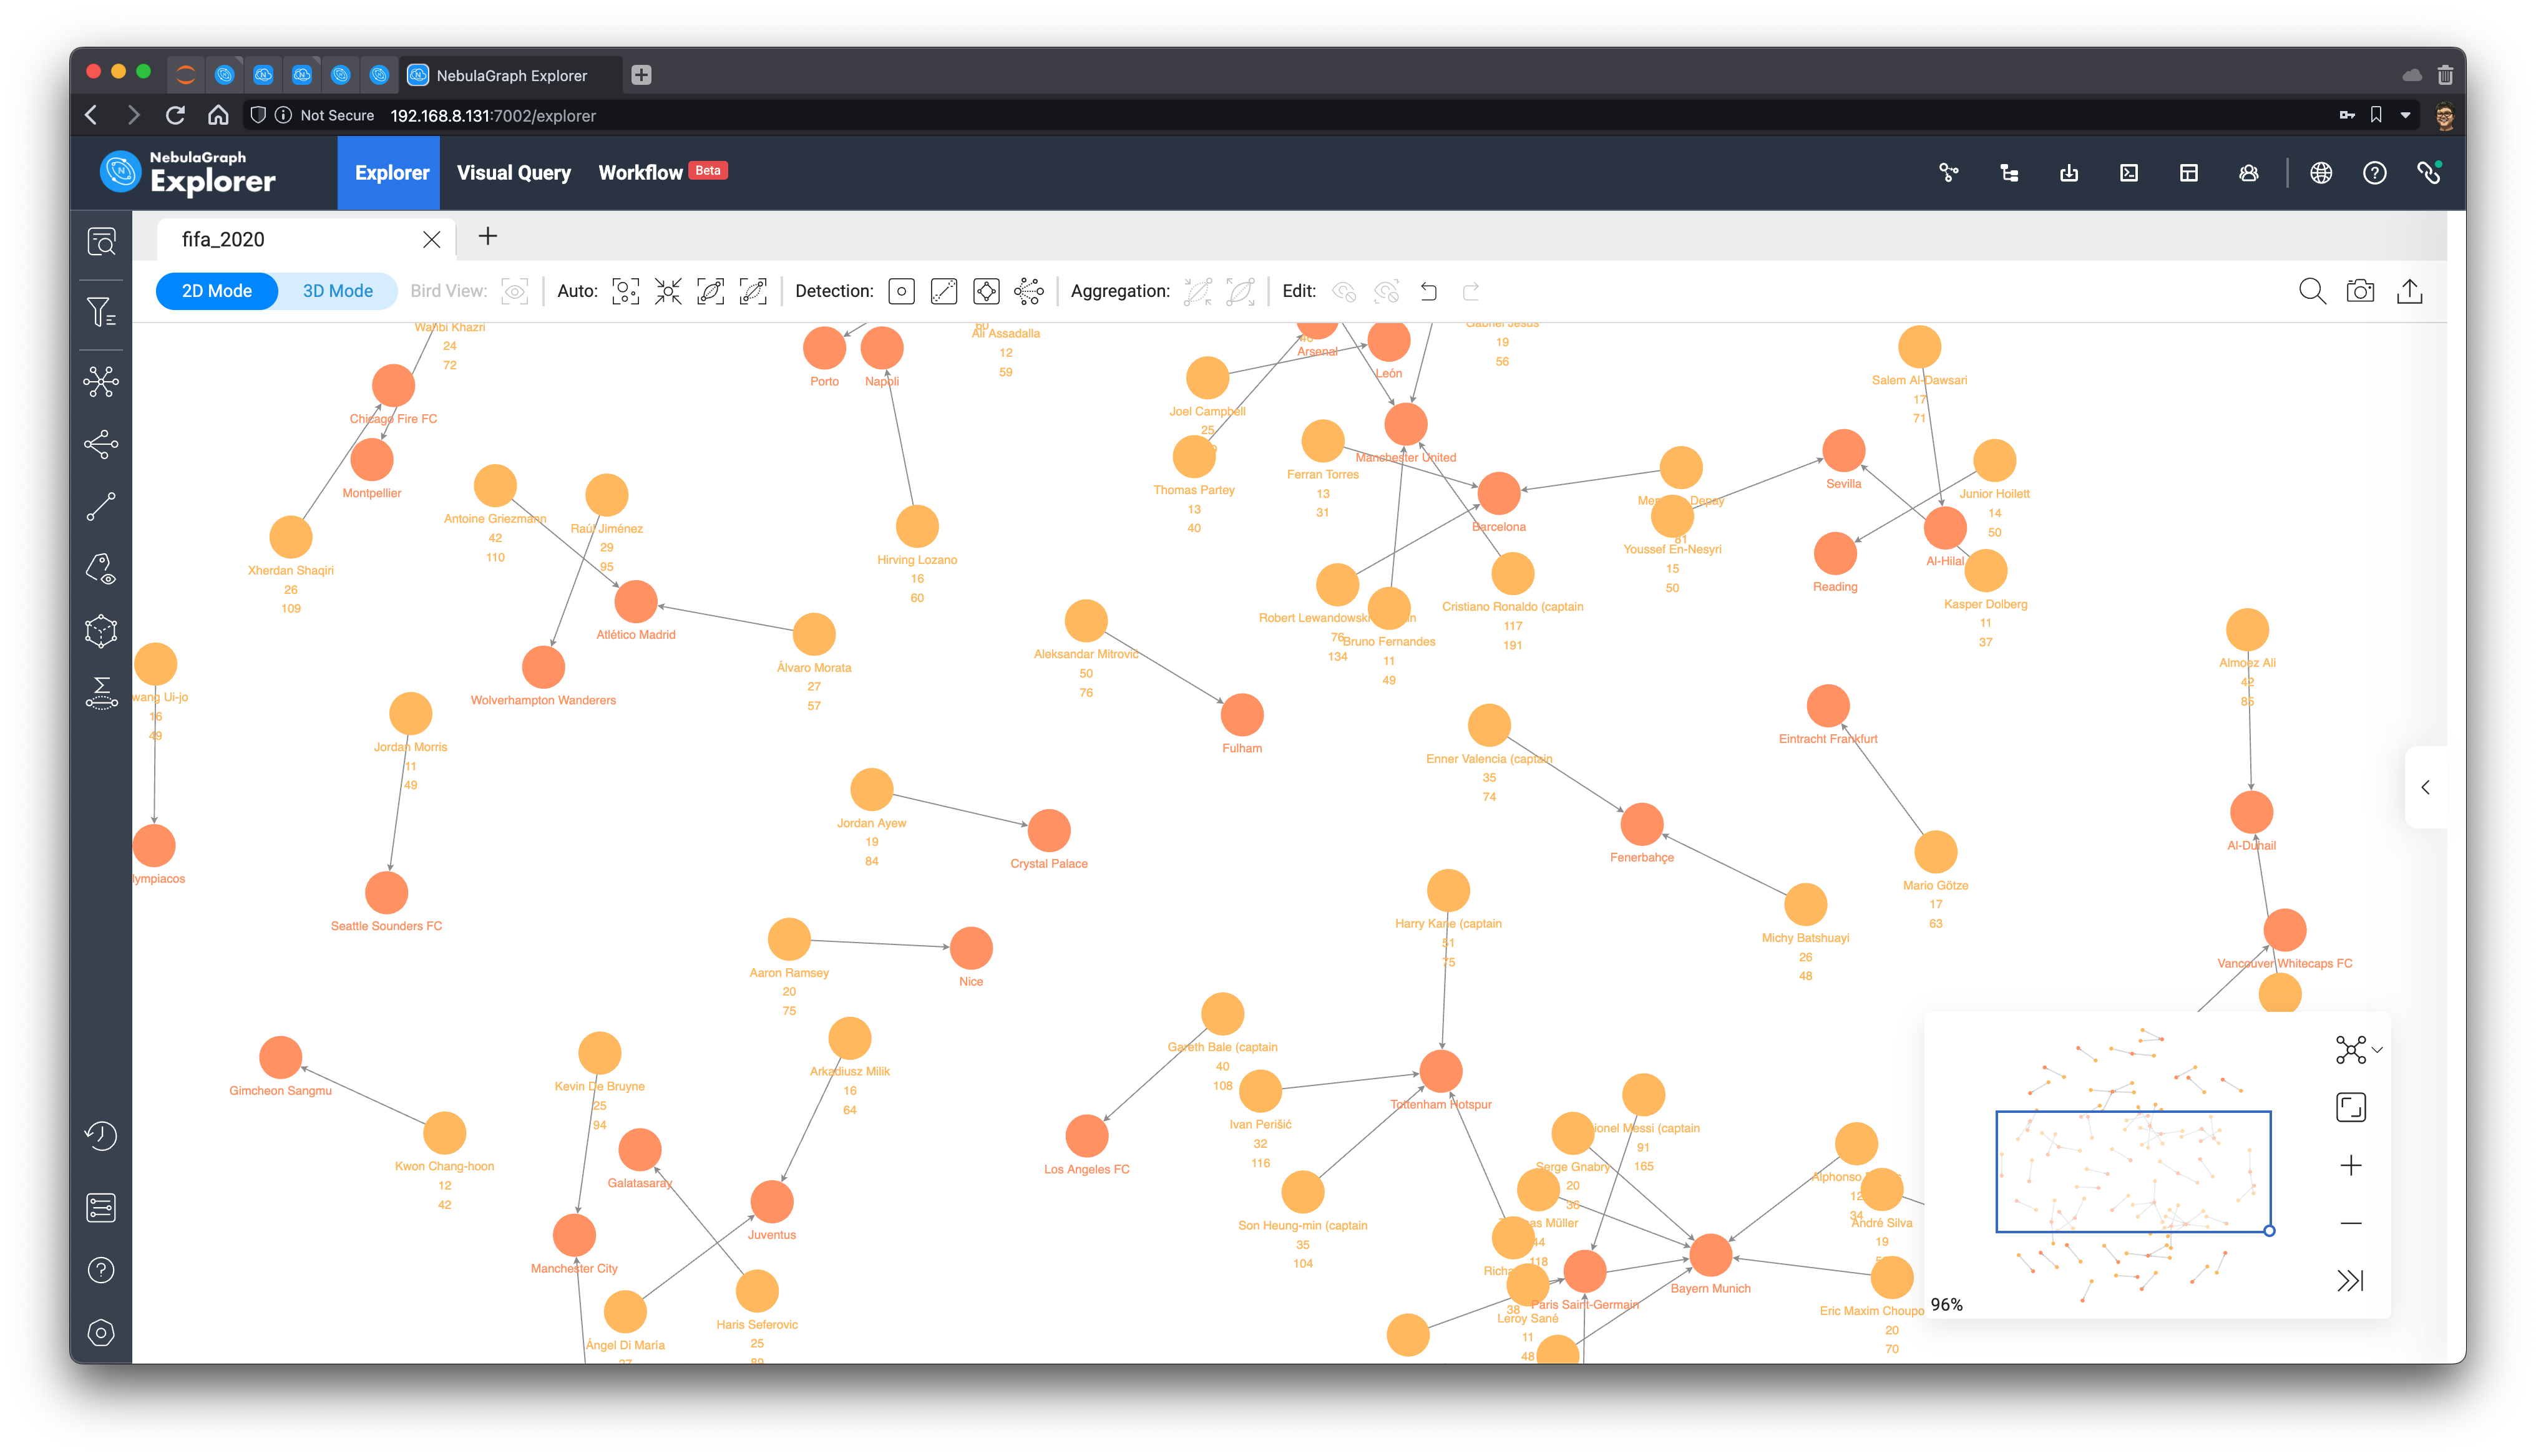 NebulaGraph Explorer
Not Secure 192.168.8.131:7002/explorer
NebulaGraph
Explorer
Explorer
Visual Query
Workflow
Beta
fifa_2020
2D Mode
3D Mode
Bird View:
Auto:
Detection:
Aggregation:
Edit:
Wahbi Khazri
24
72
Chicago Fire FC
Montpellier
Xherdan Shaqiri
26
109
Antoine Griezmann
42
110
Raúl Jiménez
29
95
Atlético Madrid
Wolverhampton Wanderers
Álvaro Morata
27
57
Porto
Napoli
Ali Assadalla
12
59
Hirving Lozano
16
60
Arsenal
León
Gabriel Jesus
19
56
Joel Campbell
25
Thomas Partey
13
40
Manchester United
Ferran Torres
13
31
Barcelona
Youssef En-Nesyri
15
50
Robert Lewandowski
76
134
Bruno Fernandes
11
49
Cristiano Ronaldo (captain
117
191
Salem Al-Dawsari
17
71
Sevilla
Junior Hoilett
14
50
Al-Hilal
Reading
Kasper Dolberg
11
37
Almoez Ali
42
86
Al-Duhail
wang Ui-jo
16
49
lympiacos
Jordan Morris
11
49
Seattle Sounders FC
Aleksandar Mitrović
50
76
Fulham
Jordan Ayew
19
84
Crystal Palace
Enner Valencia (captain
35
74
Fenerbahçe
Eintracht Frankfurt
Mario Götze
17
63
Michy Batshuayi
26
48
Vancouver Whitecaps FC
Aaron Ramsey
20
75
Nice
Harry Kane (captain
51
75
Tottenham Hotspur
Gareth Bale (captain
40
108
Los Angeles FC
Ivan Perišić
32
116
Son Heung-min (captain
35
104
Gimcheon Sangmu
Kwon Chang-hoon
12
42
Kevin De Bruyne
25
94
Manchester City
Galatasaray
Arkadiusz Milik
16
64
Juventus
Haris Seferovic
25
89
Ángel Di María
27
ionel Messi (captain
91
165
Serge Gnabry
20
36
as Müller
44
118
Richa
38
Paris Saint-Germain
Leroy Sané
11
48
Bayern Munich
Alphonso
12
34
André Silva
19
Eric Maxim Choupo
20
70
96%